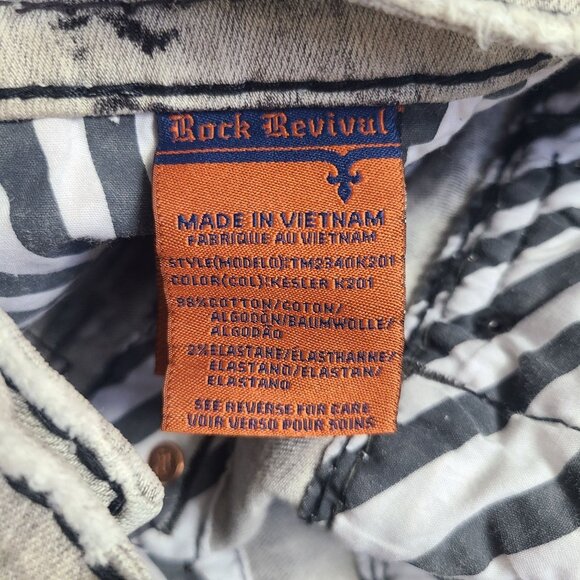 Rock Revival
MADE IN VIETNAM
FABRIQUE AU VIETNAM
STYLE(MODELO):TM2340K201
COLOR(COL):KESLER K201
98%COTTON/COTON/
ALGODON/BAUMWOLLE/
ALGODÃO
2%ELASTANE/ÉLASTHANNE/
ELASTANO/ELASTAN/
ELASTANO
SEE REVERSE FOR CARE
VOIR VERSO POUR SOINS